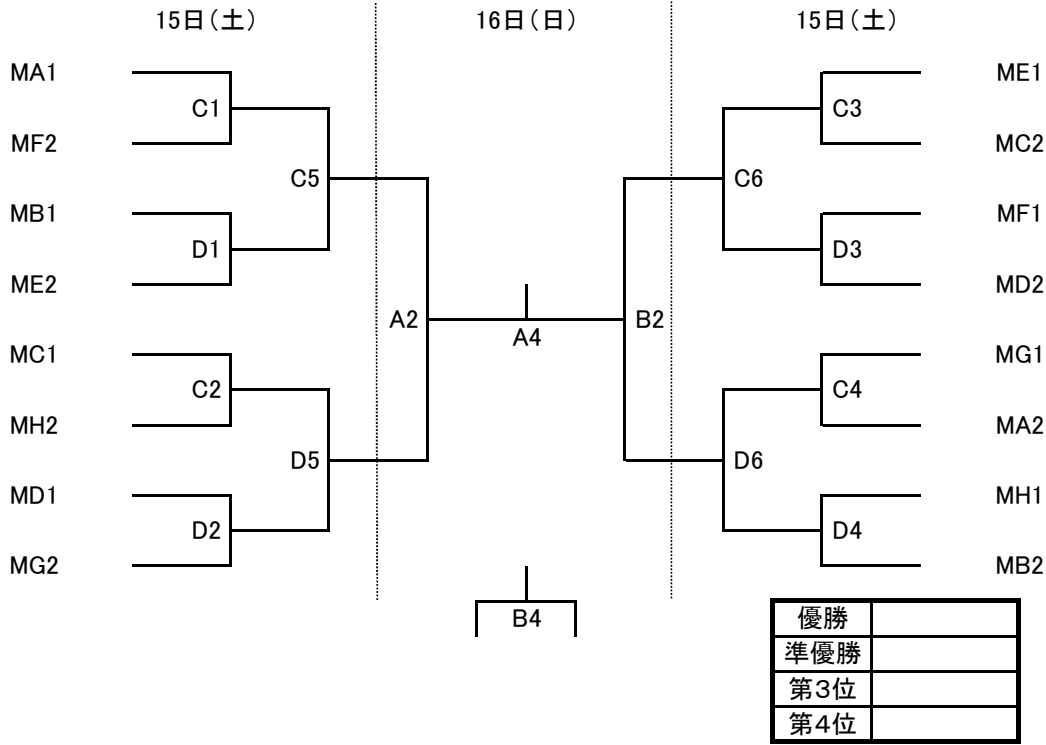 15日(土) 16日(日) 15日(土)
MA1 ME1
C1 C3
MF2 MC2
C5 C6
MB1 MF1
D1 D3
ME2 MD2
A2 B2
A4
MC1 MG1
C2 C4
MH2 MA2
D5 D6
MD1 MH1
D2 D4
MG2 MB2
B4
優勝
準優勝
第3位
第4位